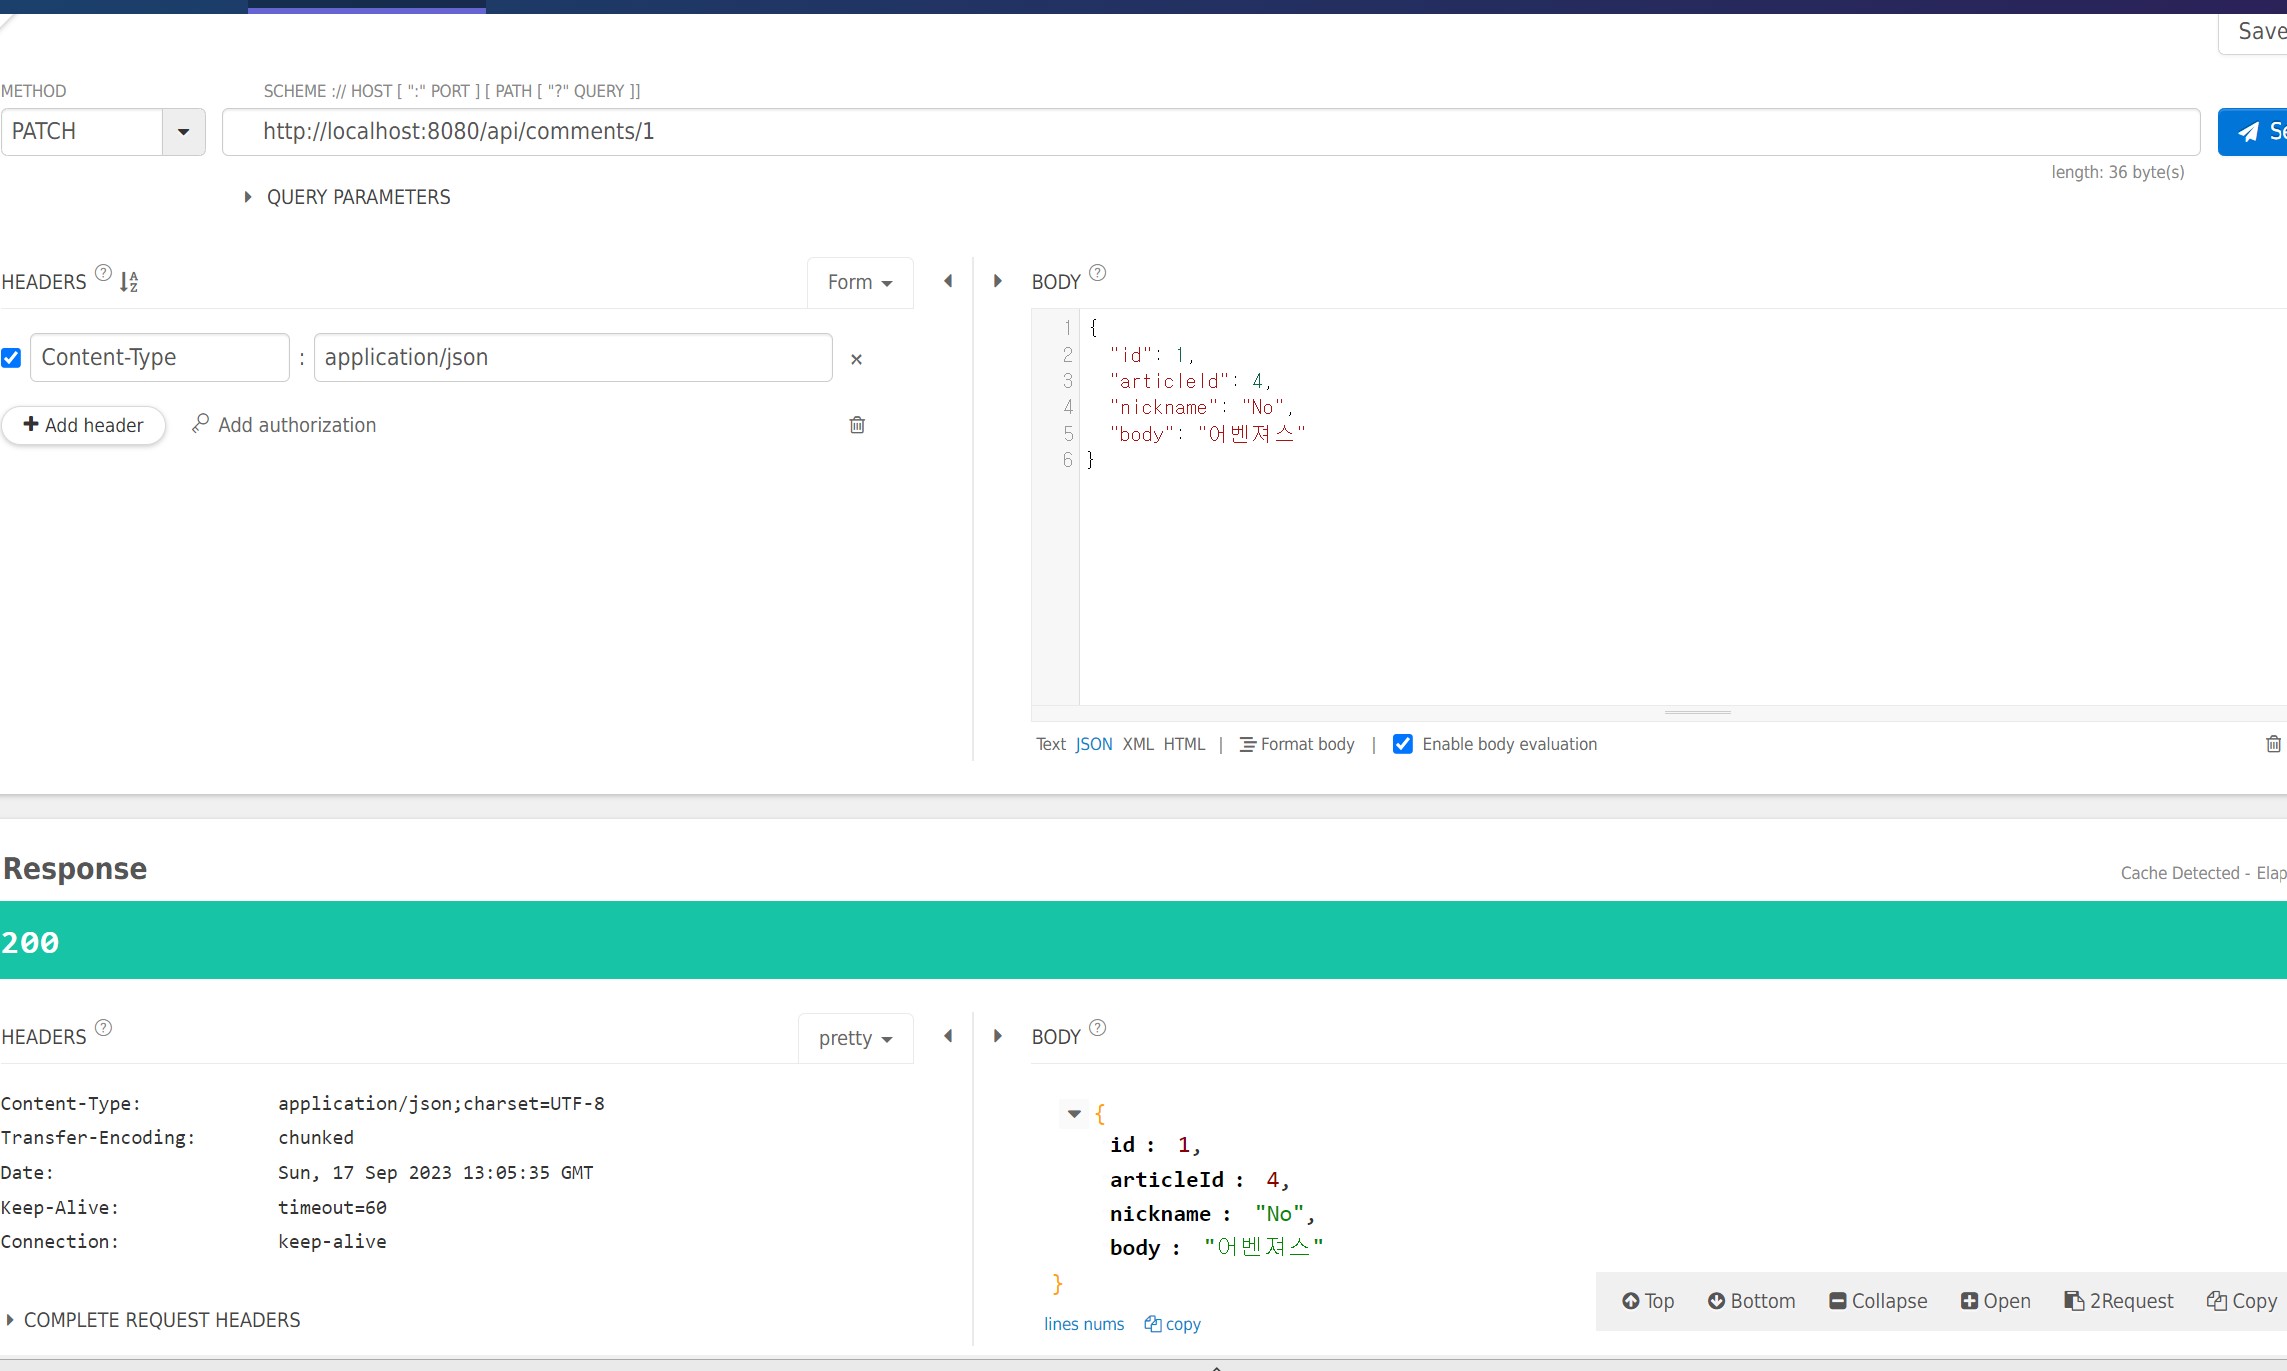 Save
METHOD
SCHEME :// HOST [ ":" PORT ] [ PATH [ "?" QUERY ]]
PATCH
http://localhost:8080/api/comments/1
length: 36 byte(s)
QUERY PARAMETERS
HEADERS
Form
BODY
Content-Type : application/json
Add header
Add authorization
1 {
2 "id": 1,
3 "articleId": 4,
4 "nickname": "No",
5 "body": "어벤져스"
6 }
Text JSON XML HTML | Format body | Enable body evaluation
Response
Cache Detected -
200
HEADERS
pretty
BODY
Content-Type: application/json;charset=UTF-8
Transfer-Encoding: chunked
Date: Sun, 17 Sep 2023 13:05:35 GMT
Keep-Alive: timeout=60
Connection: keep-alive
COMPLETE REQUEST HEADERS
{
id : 1,
articleId : 4,
nickname : "No",
body : "어벤져스"
}
lines nums copy
Top Bottom Collapse Open 2Request Copy